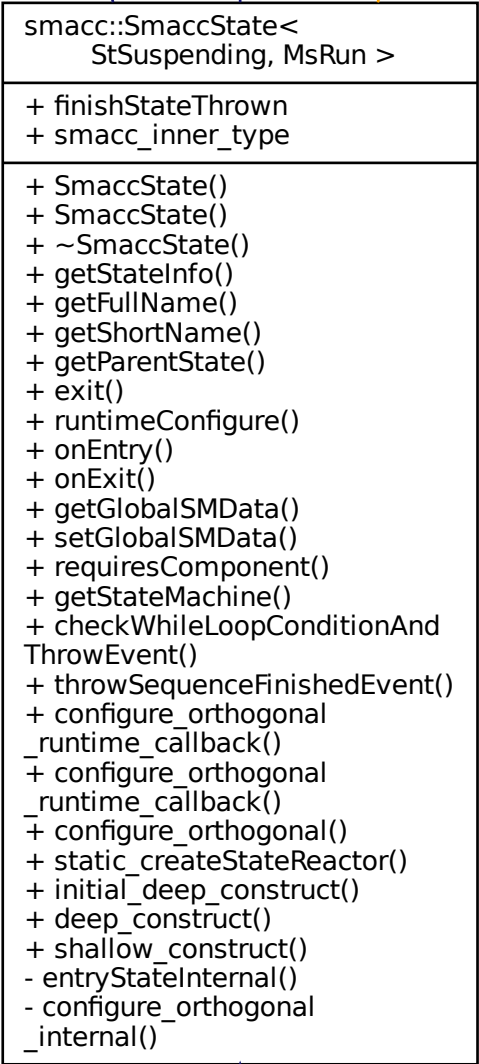 smacc::SmaccState<
StSuspending, MsRun >
+ finishStateThrown
+ smacc_inner_type
+ SmaccState()
+ SmaccState()
+ ~SmaccState()
+ getStateInfo()
+ getFullName()
+ getShortName()
+ getParentState()
+ exit()
+ runtimeConfigure()
+ onEntry()
+ onExit()
+ getGlobalSMData()
+ setGlobalSMData()
+ requiresComponent()
+ getStateMachine()
+ checkWhileLoopConditionAnd
ThrowEvent()
+ throwSequenceFinishedEvent()
+ configure_orthogonal
_runtime_callback()
+ configure_orthogonal
_runtime_callback()
+ configure_orthogonal()
+ static_createStateReactor()
+ initial_deep_construct()
+ deep_construct()
+ shallow_construct()
- entryStateInternal()
- configure_orthogonal
_internal()